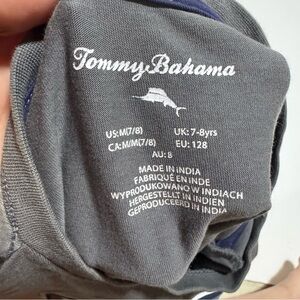 Tommy Bahama
US:M(7/8) UK: 7-8yrs
CA:M/M(7/8) EU: 128
AU: 8
MADE IN INDIA
FABRIQUÉ EN INDE
WYPRODUKOWANO W INDIACH
HERGESTELLT IN INDIEN
GEPRODUCEERD IN INDIA